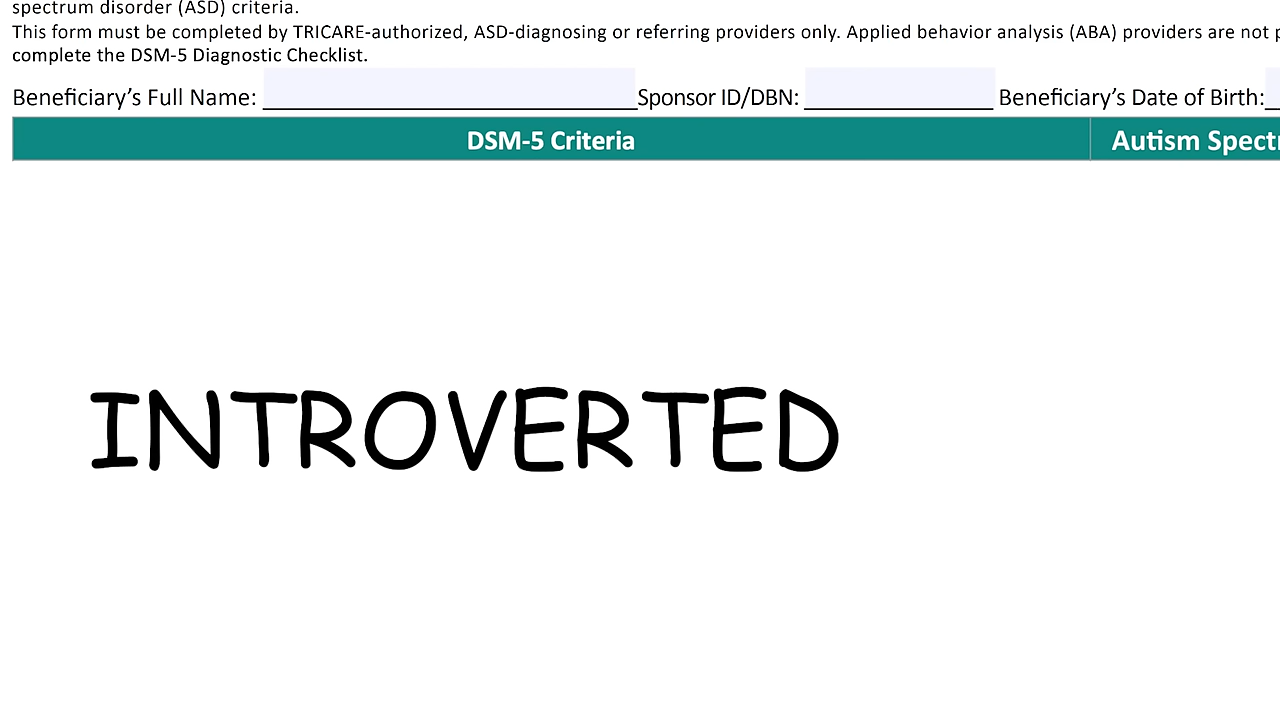 spectrum disorder (ASD) criteria.
This form must be completed by TRICARE-authorized, ASD-diagnosing or referring providers only. Applied behavior analysis (ABA) providers are not
complete the DSM-5 Diagnostic Checklist.
Beneficiary’s Full Name: Sponsor ID/DBN: Beneficiary’s Date of Birth:
DSM-5 Criteria Autism
INTROVERTED